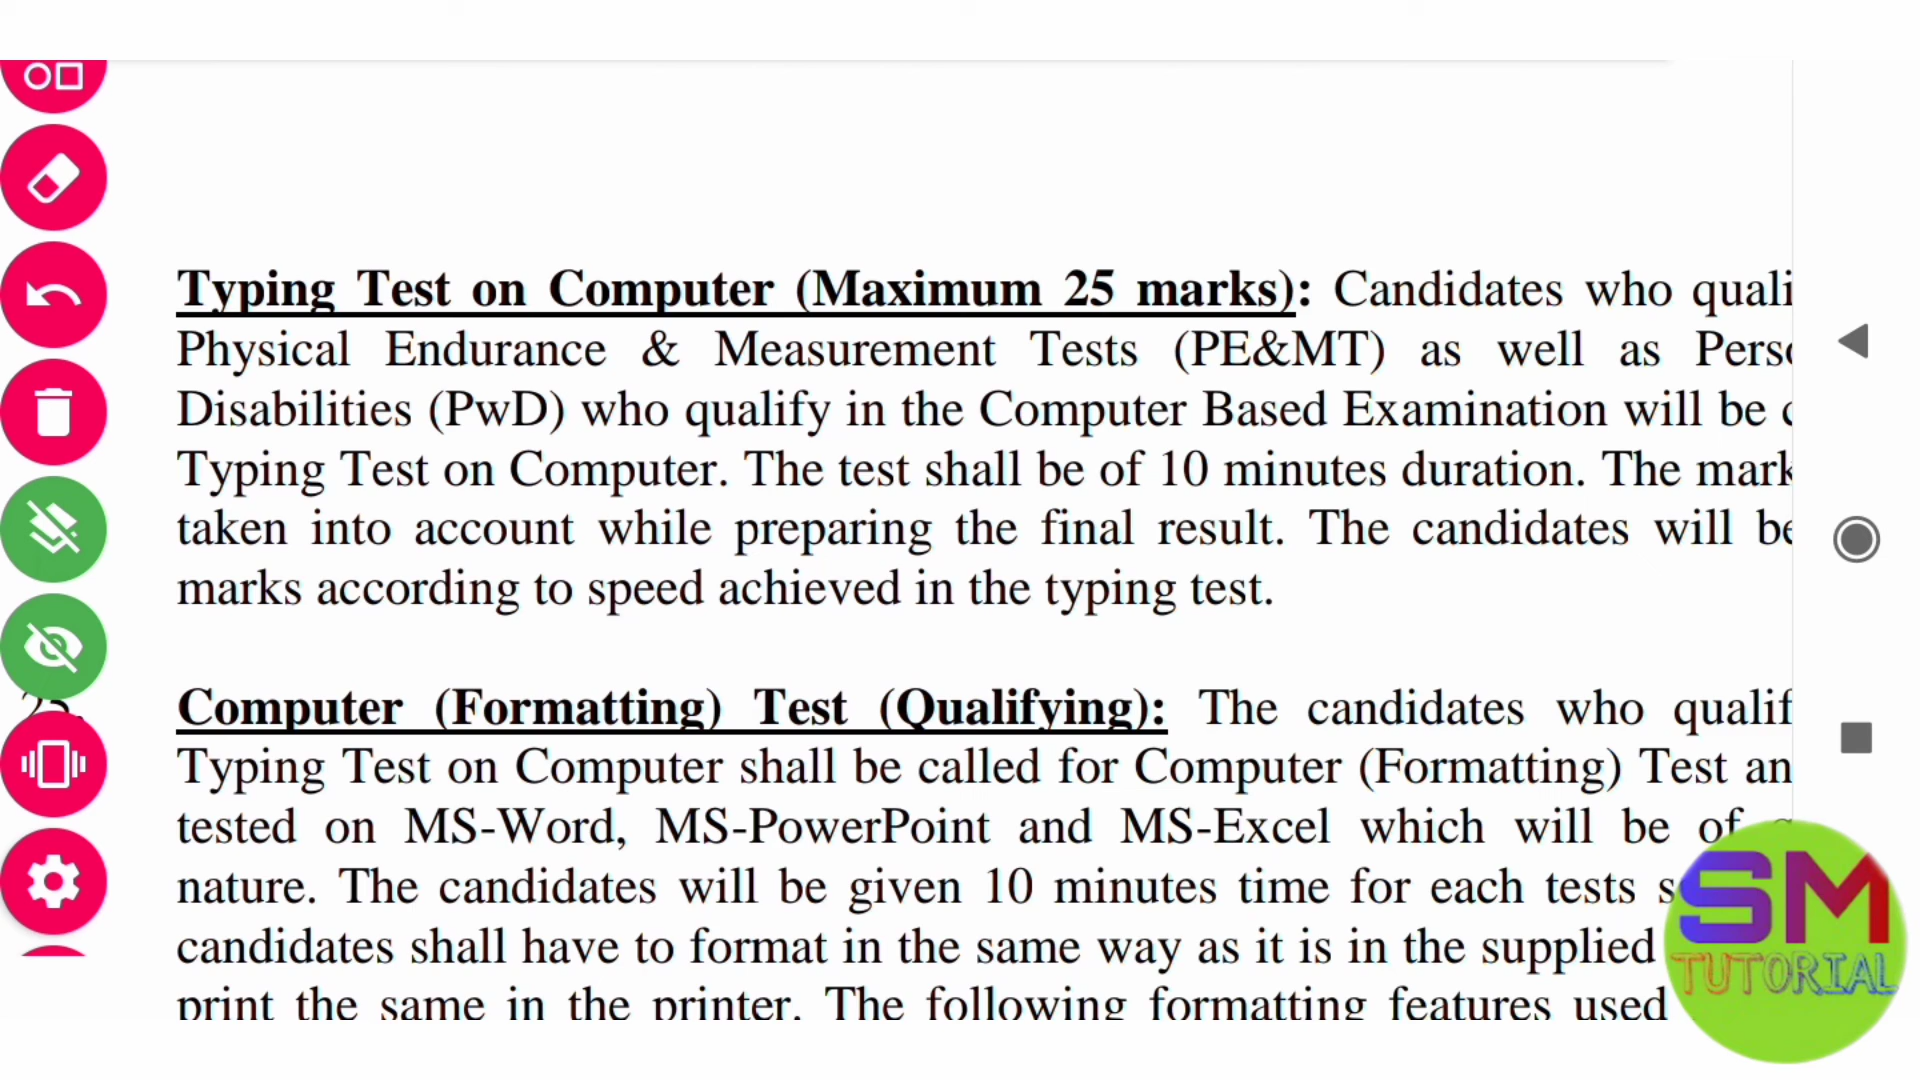 Typing Test on Computer (Maximum 25 marks): Candidates who quali
Physical Endurance & Measurement Tests (PE&MT) as well as Pers
Disabilities (PwD) who qualify in the Computer Based Examination will be
Typing Test on Computer. The test shall be of 10 minutes duration. The mark
taken into account while preparing the final result. The candidates will be
marks according to speed achieved in the typing test.
Computer (Formatting) Test (Qualifying): The candidates who qualif
Typing Test on Computer shall be called for Computer (Formatting) Test an
tested on MS-Word, MS-PowerPoint and MS-Excel which will be of
nature. The candidates will be given 10 minutes time for each tests s
candidates shall have to format in the same way as it is in the supplied
print the same in the printer. The following formatting features used
SM
TUTORIAL